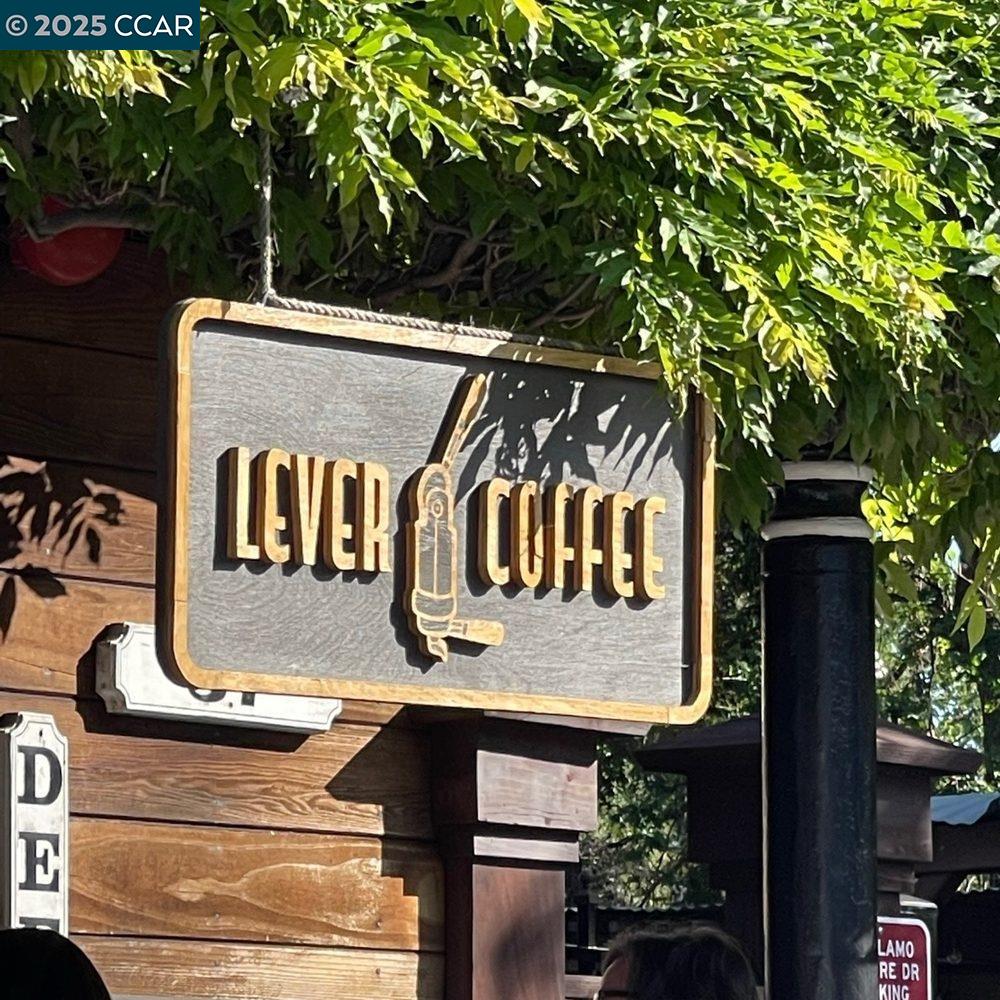 © 2025 CCAR
LEVER COFFEE
D
E
LAMO
RE DR
KING